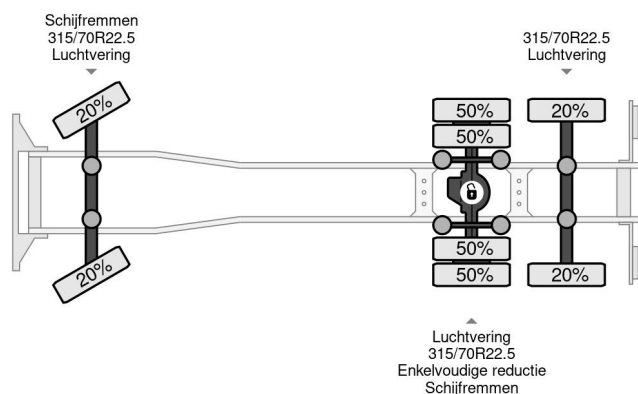 Schijfremmen
315/70R22.5
Luchtvering
315/70R22.5
Luchtvering
20%
50%
20%
50%
50%
20%
50%
20%
Luchtvering
315/70R22.5
Enkelvoudige reductie
Schijfremmen